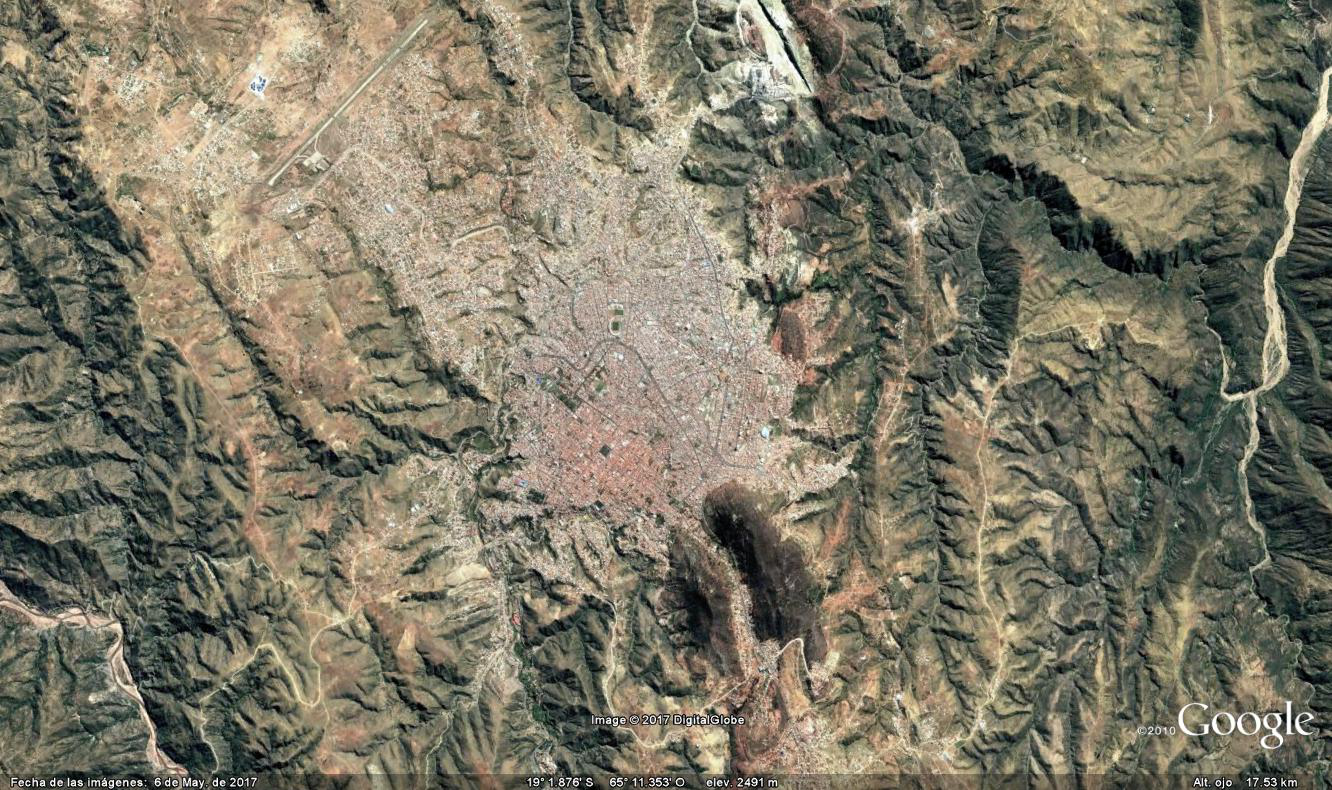 Image © 2017 DigitalGlobe
©2010 Google
Fecha de las imágenes: 6 de May. de 2017 19° 1.876' S 65° 11.353' O elev. 2491 m Alt. ojo 17.53 km